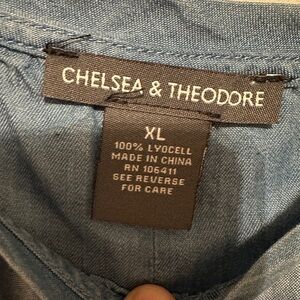 CHELSEA & THEODORE
XL
100% LYOCELL
MADE IN CHINA
RN 106411
SEE REVERSE
FOR CARE